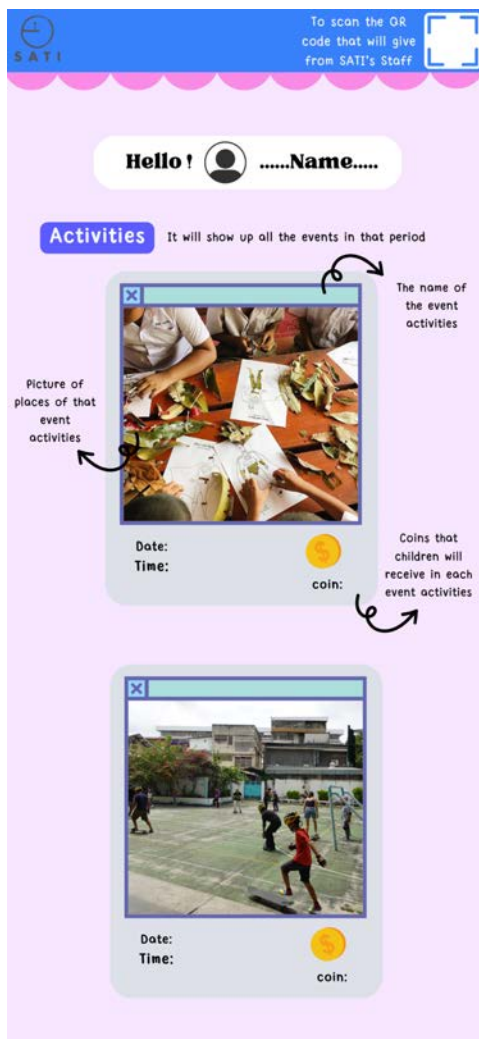 SATI
To scan the QR
code that will give
from SATI's Staff
Hello !
......Name.....
Activities
It will show up all the events in that period
The name of
the event
activities
Picture of
places of that
event
activities
Date:
Time:
coin:
Coins that
children will
receive in each
event activities
Date:
Time:
coin: